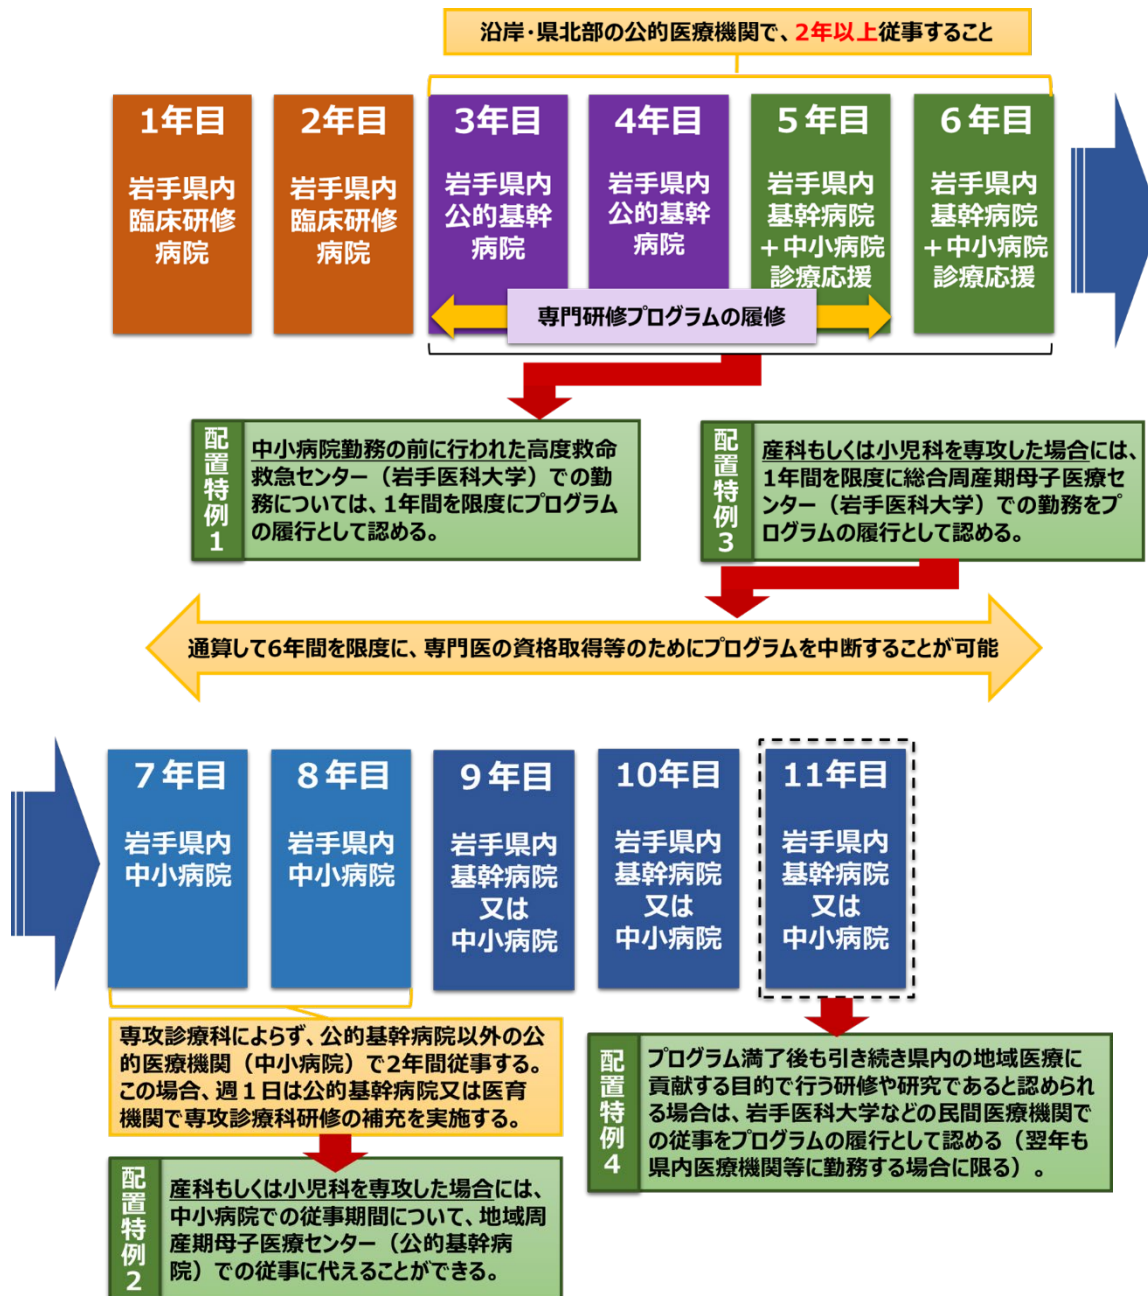 沿岸・県北部の公的医療機関で、2年以上従事すること
1年目
岩手県内
臨床研修
病院
2年目
岩手県内
臨床研修
病院
3年目
岩手県内
公的基幹
病院
4年目
岩手県内
公的基幹
病院
５年目
岩手県内
基幹病院
＋中小病院
診療応援
６年目
岩手県内
基幹病院
＋中小病院
診療応援
専門研修プログラムの履修
配置特例1
中小病院勤務の前に行われた高度救命
救急センター（岩手医科大学）での勤
務については、1年間を限度にプログラム
の履行として認める。
配置特例3
産科もしくは小児科を専攻した場合には、
1年間を限度に総合周産期母子医療セ
ンター（岩手医科大学）での勤務をプ
ログラムの履行として認める。
通算して6年間を限度に、専門医の資格取得等のためにプログラムを中断することが可能
７年目
岩手県内
中小病院
８年目
岩手県内
中小病院
９年目
岩手県内
基幹病院
又は
中小病院
10年目
岩手県内
基幹病院
又は
中小病院
11年目
岩手県内
基幹病院
又は
中小病院
専攻診療科によらず、公的基幹病院以外の公
的医療機関（中小病院）で2年間従事する。
この場合、週１日は公的基幹病院又は医育
機関で専攻診療科研修の補充を実施する。
配置特例2
産科もしくは小児科を専攻した場合には、
中小病院での従事期間について、地域周
産期母子医療センター（公的基幹病
院）での従事に代えることができる。
配置特例4
プログラム満了後も引き続き県内の地域医療に
貢献する目的で行う研修や研究であると認められ
る場合は、岩手医科大学などの民間医療機関で
の従事をプログラムの履行として認める（翌年も
県内医療機関等に勤務する場合に限る）。